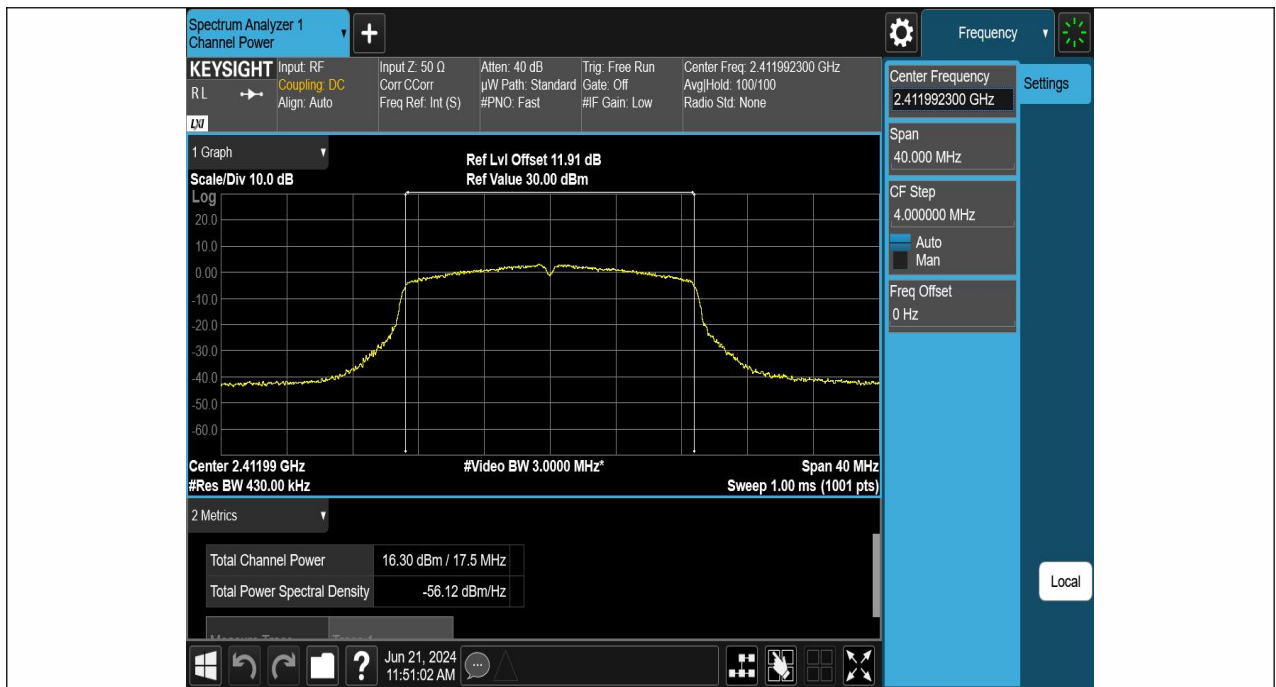 Spectrum Analyzer 1
Channel Power
+
Frequency
KEYSIGHT
R L
LXI
Input: RF
Coupling: DC
Align: Auto
Input Z: 50 Ω
Corr CCorr
Freq Ref: Int (S)
Atten: 40 dB
µW Path: Standard
#PNO: Fast
Trig: Free Run
Gate: Off
#IF Gain: Low
Center Freq: 2.411992300 GHz
Avg|Hold: 100/100
Radio Std: None
Center Frequency
2.411992300 GHz
Settings
Span
40.000 MHz
CF Step
4.000000 MHz
Auto
Man
Freq Offset
0 Hz
Local
1 Graph
Scale/Div 10.0 dB
Ref Lvl Offset 11.91 dB
Ref Value 30.00 dBm
Log
20.0
10.0
0.00
-10.0
-20.0
-30.0
-40.0
-50.0
-60.0
Center 2.41199 GHz
#Video BW 3.0000 MHz*
Span 40 MHz
#Res BW 430.00 kHz
Sweep 1.00 ms (1001 pts)
2 Metrics
Total Channel Power 16.30 dBm / 17.5 MHz
Total Power Spectral Density -56.12 dBm/Hz
?
Jun 21, 2024
11:51:02 AM